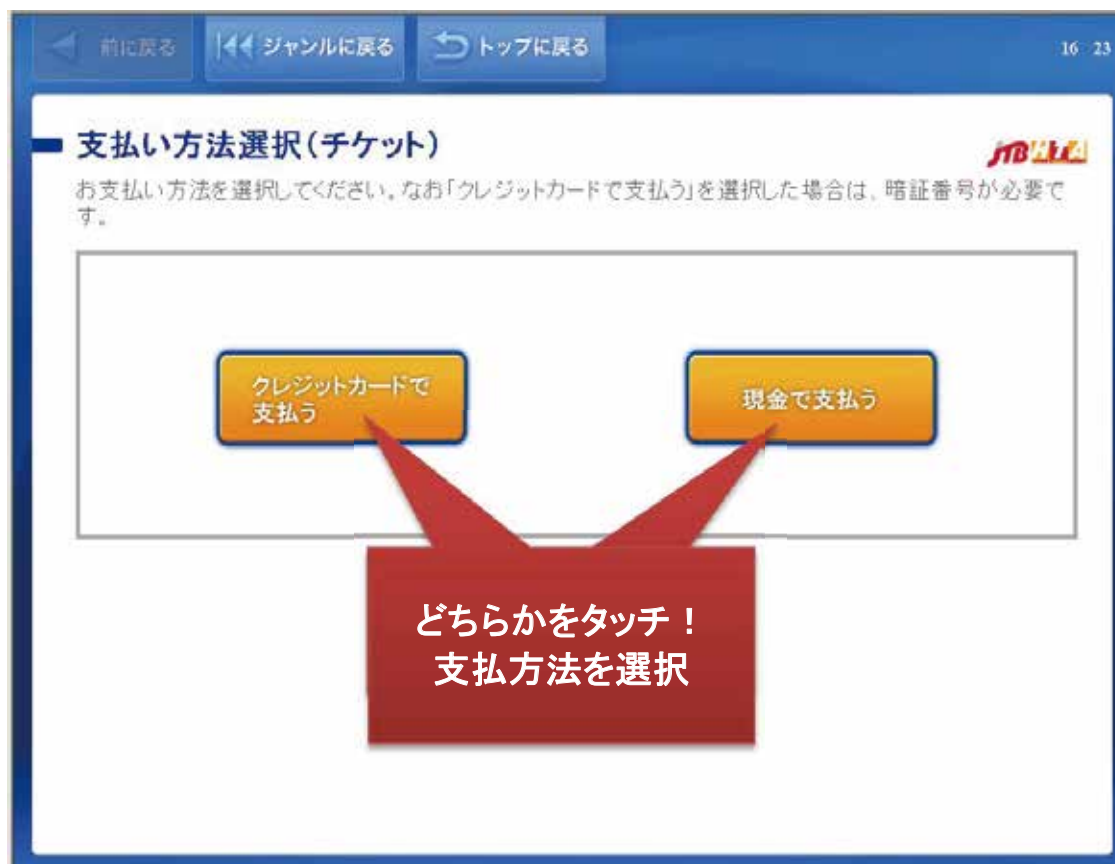 前に戻る
ジャンルに戻る
トップに戻る
16 23
支払い方法選択(チケット)
JTB HTA
お支払い方法を選択してください。なお「クレジットカードで支払う」を選択した場合は、暗証番号が必要で
す。
クレジットカードで
支払う
現金で支払う
どちらかをタッチ！
支払方法を選択